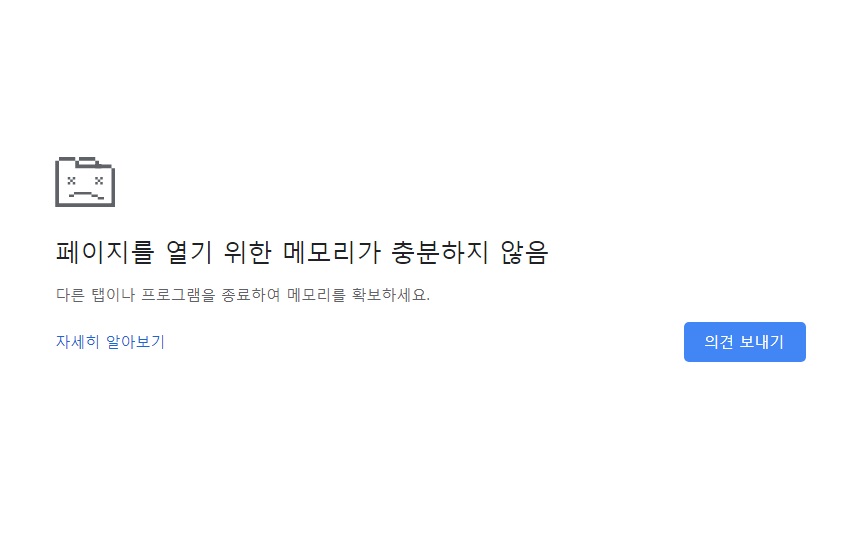 페이지를 열기 위한 메모리가 충분하지 않음
다른 탭이나 프로그램을 종료하여 메모리를 확보하세요.
자세히 알아보기
의견 보내기